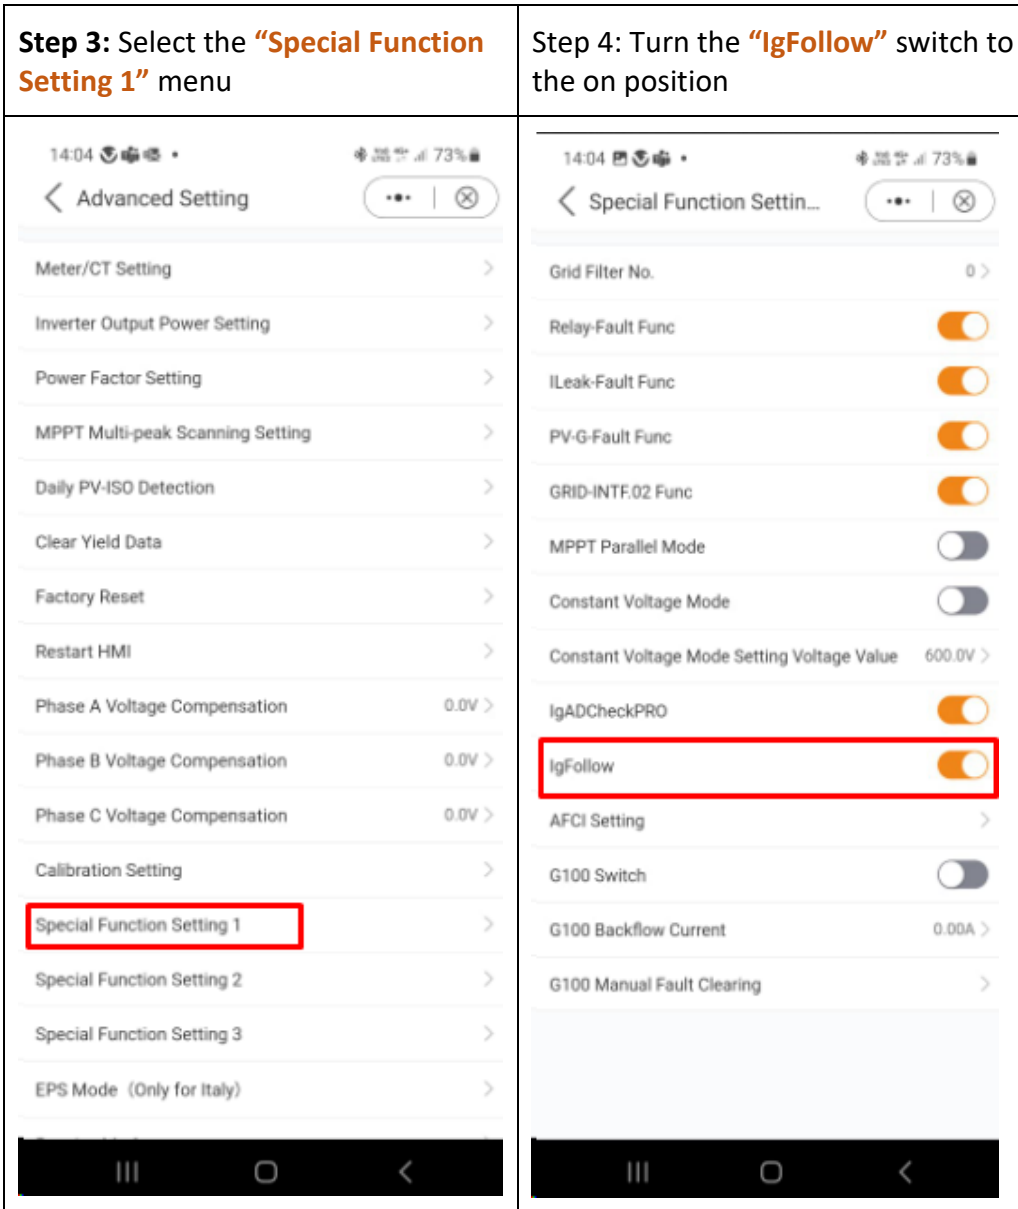 Step 3: Select the “Special Function
Setting 1” menu
14:04
73%
Advanced Setting
Meter/CT Setting
Inverter Output Power Setting
Power Factor Setting
MPPT Multi-peak Scanning Setting
Daily PV-ISO Detection
Clear Yield Data
Factory Reset
Restart HMI
Phase A Voltage Compensation 0.0V
Phase B Voltage Compensation 0.0V
Phase C Voltage Compensation 0.0V
Calibration Setting
Special Function Setting 1
Special Function Setting 2
Special Function Setting 3
EPS Mode（Only for Italy）
Step 4: Turn the “IgFollow” switch to
the on position
14:04
73%
Special Function Settin...
Grid Filter No. 0
Relay-Fault Func
ILeak-Fault Func
PV-G-Fault Func
GRID-INTF.02 Func
MPPT Parallel Mode
Constant Voltage Mode
Constant Voltage Mode Setting Voltage Value 600.0V
IgADCheckPRO
IgFollow
AFCI Setting
G100 Switch
G100 Backflow Current 0.00A
G100 Manual Fault Clearing